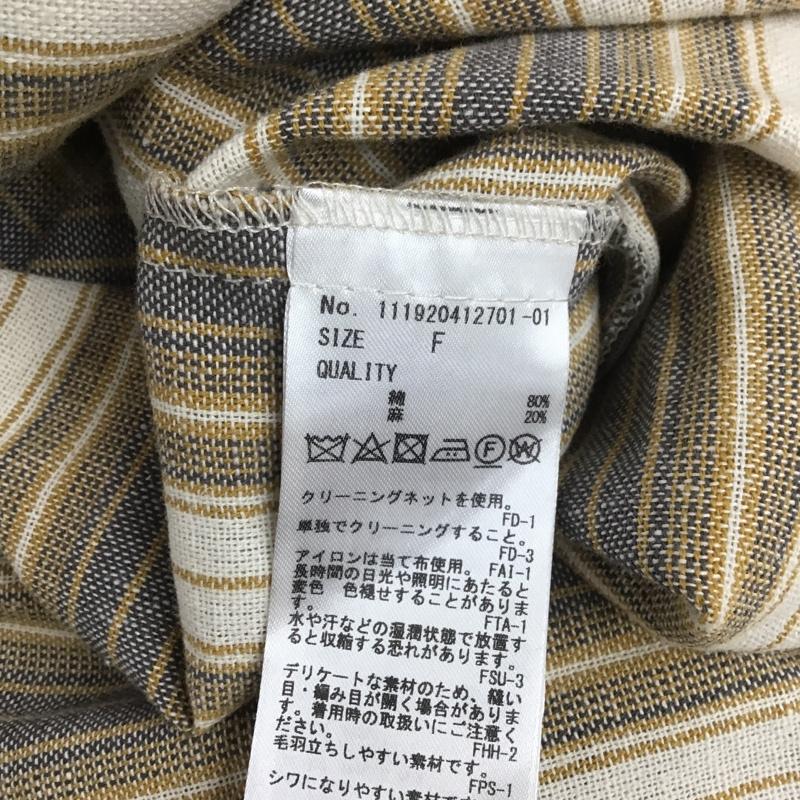 No. 111920412701-01
SIZE F
QUALITY
綿 80%
麻 20%
F W
クリーニングネットを使用。
FD-1
単独でクリーニングすること。
FD-3
アイロンは当て布使用。 FAI-1
長時間の日光や照明にあたると
変色 色褪せすることがありま
す。
FTA-1
水や汗などの湿潤状態で放置す
ると収縮する恐れがあります。
FSU-3
デリケートな素材のため、縫い
目・編み目が開く場合がありま
す。着用時の取扱いにご注意く
ださい。
FHH-2
毛羽立ちしやすい素材です。
FPS-1
シワになりやすい素材で